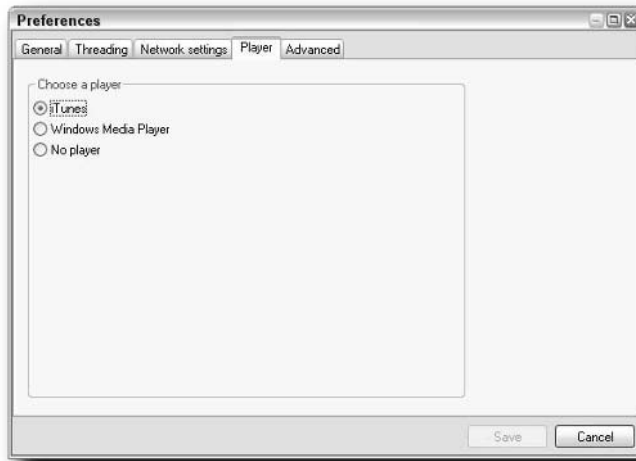 Preferences
General Threading Network settings Player Advanced
Choose a player
iTunes
Windows Media Player
No player
Save Cancel